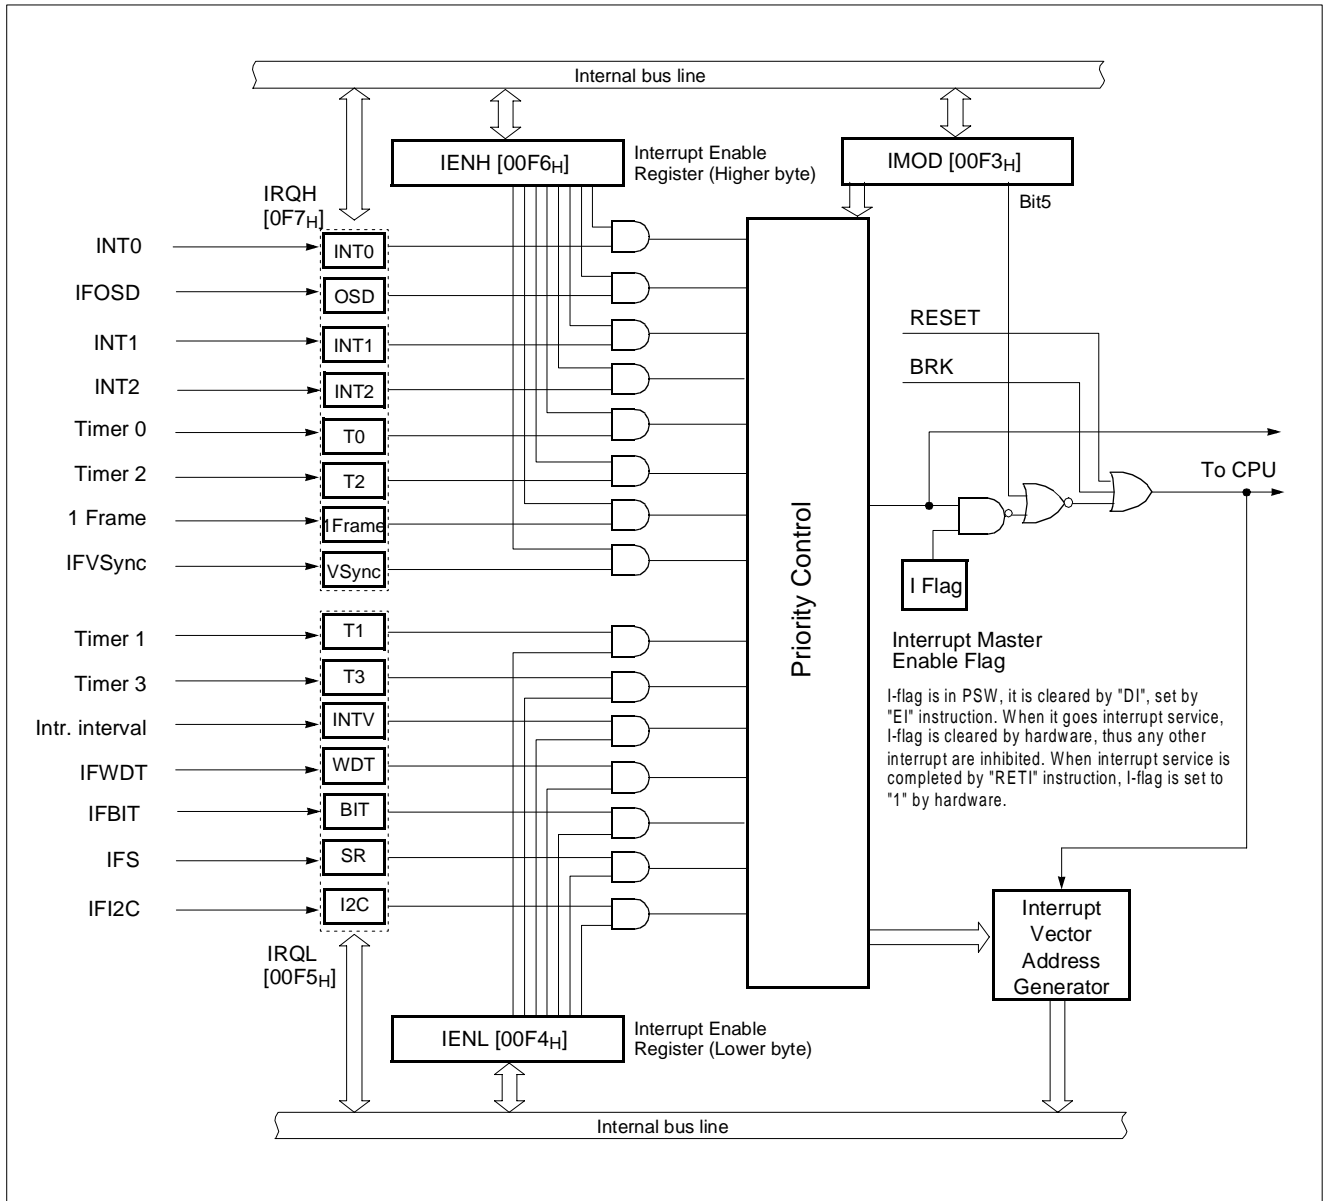 Internal bus line
IENH [00F6H]
Interrupt Enable
Register (Higher byte)
IMOD [00F3H]
Bit5
IRQH
[0F7H]
INT0
IFOSD
INT1
INT2
Timer 0
Timer 2
1 Frame
IFVSync
Timer 1
Timer 3
Intr. interval
IFWDT
IFBIT
IFS
IFI2C
INT0
OSD
INT1
INT2
T0
T2
1Frame
VSync
T1
T3
INTV
WDT
BIT
SR
I2C
IRQL
[00F5H]
Priority Control
RESET
BRK
To CPU
I Flag
Interrupt Master
Enable Flag
I-flag is in PSW, it is cleared by "DI", set by
"EI" instruction. When it goes interrupt service,
I-flag is cleared by hardware, thus any other
interrupt are inhibited. When interrupt service is
completed by "RETI" instruction, I-flag is set to
"1" by hardware.
Interrupt
Vector
Address
Generator
IENL [00F4H]
Interrupt Enable
Register (Lower byte)
Internal bus line